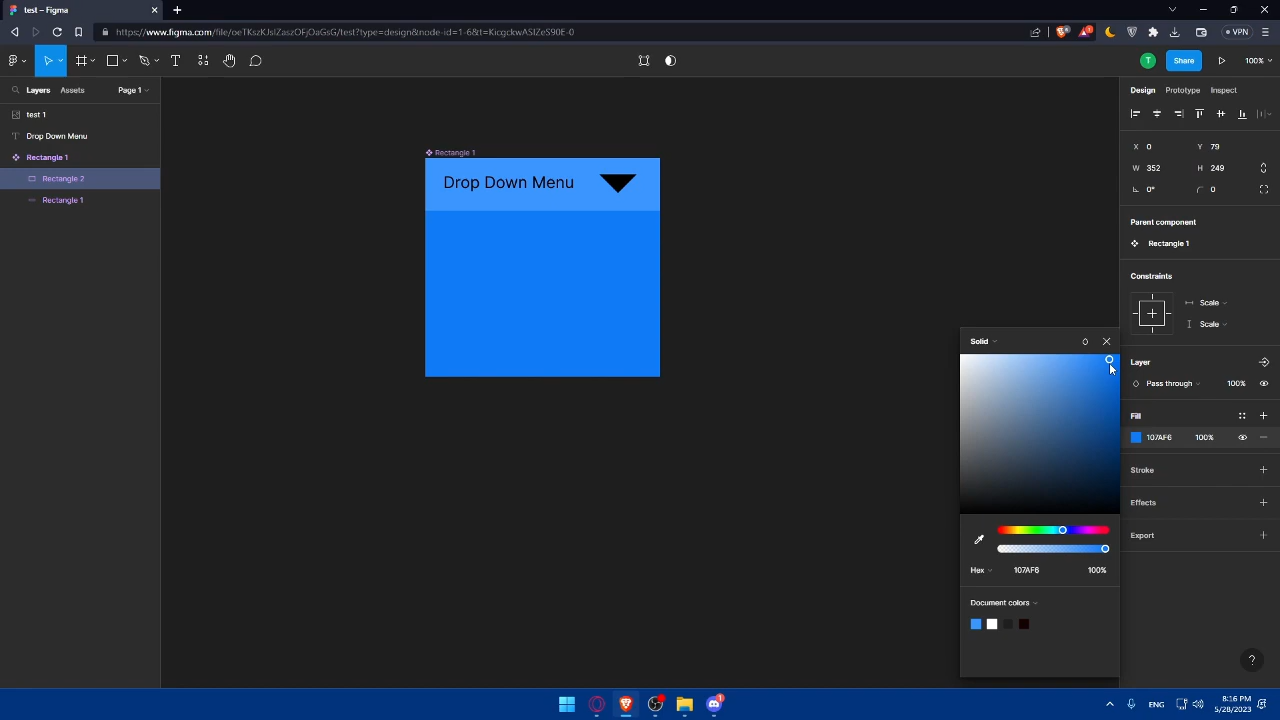 test – Figma
https://www.figma.com/file/oeTKszKJslZaszOFjOaGsG/test?type=design&node-id=1-6&t=KicgckwASIZeS90E-0
VPN
Share
100%
Layers
Assets
Page 1
Design
Prototype
Inspect
test 1
Drop Down Menu
Rectangle 1
Rectangle 2
Rectangle 1
Rectangle 1
Drop Down Menu
X 0
Y 79
W 352
H 249
0°
0
Parent component
Rectangle 1
Constraints
Scale
Scale
Layer
Pass through
100%
Fill
107AF6
100%
Stroke
Effects
Export
Solid
Hex
107AF6
100%
Document colors
?
ENG
8:16 PM
5/28/2023